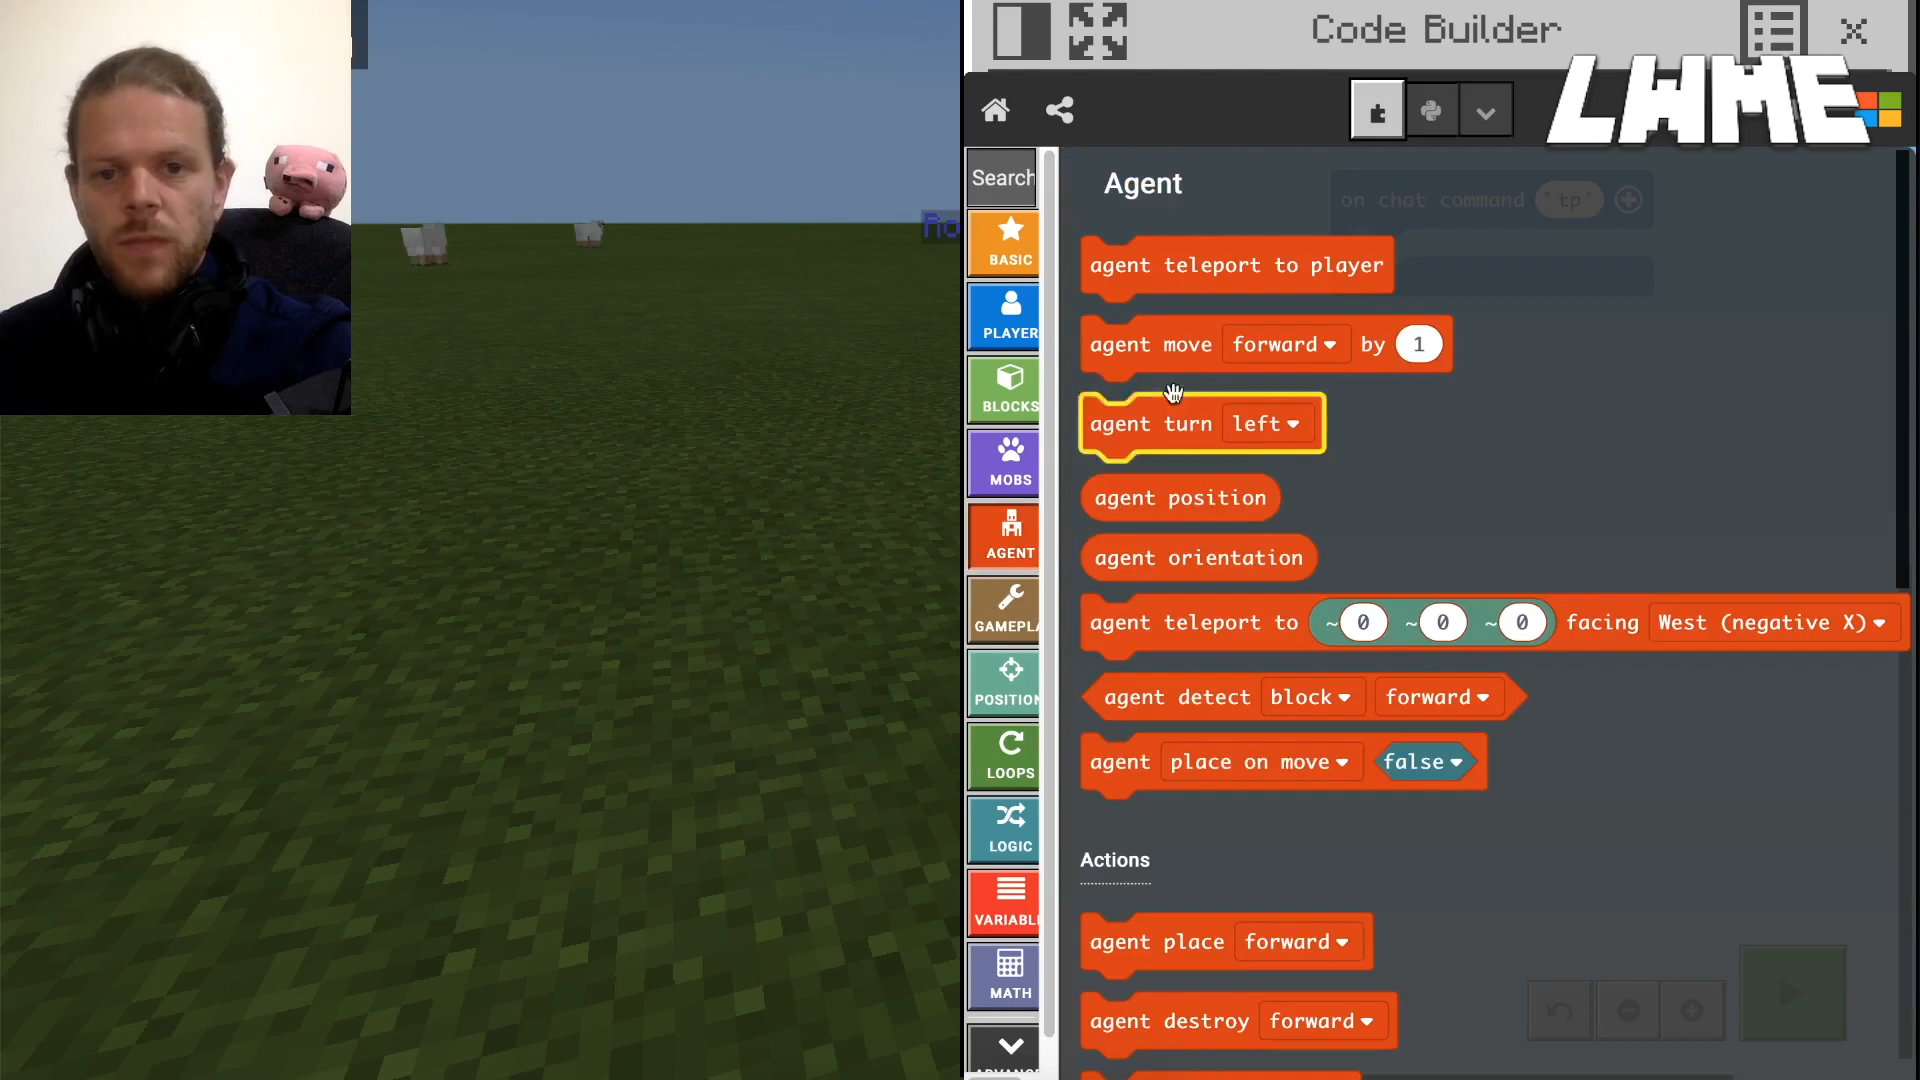 Code Builder
LWME
Search
Agent
on chat command "tp"
BASIC
agent teleport to player
PLAYER
agent move forward by 1
BLOCKS
agent turn left
MOBS
agent position
AGENT
agent orientation
GAMEPLA
agent teleport to ~0 ~0 ~0 facing West (negative X)
POSITION
agent detect block forward
LOOPS
agent place on move false
LOGIC
Actions
VARIABL
agent place forward
MATH
agent destroy forward